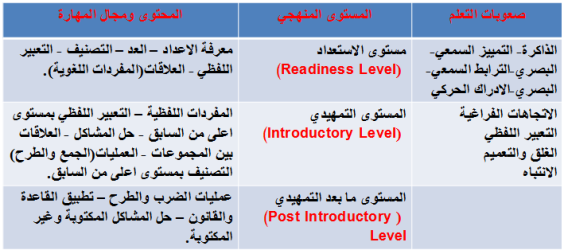 صعوبات التعلم
المستوى المنهجي
المحتوى ومجال المهارة
الذاكرة- التمييز السمعي-
البصري-الترابط السمعي-
البصري-الادراك الحركي
مستوى الاستعداد
(Readiness Level)
معرفة الاعداد – العد – التصنيف - التعبير
اللفظي - العلاقات(المفردات اللغوية).
الاتجاهات الفراغية
التعبير اللفظي
الغلق والتعميم
الانتباه
المستوى التمهيدي
(Introductory Level)
المفردات اللفظية – التعبير اللفظي بمستوى
اعلى من السابق - حل المشاكل - العلاقات
بين المجموعات - العمليات(الجمع والطرح)
التصنيف بمستوى اعلى من السابق.
المستوى ما بعد التمهيدي
(Post Introductory )
Level
عمليات الضرب والطرح – تطبيق القاعدة
والقانون – حل المشاكل المكتوبة وغير
المكتوبة.